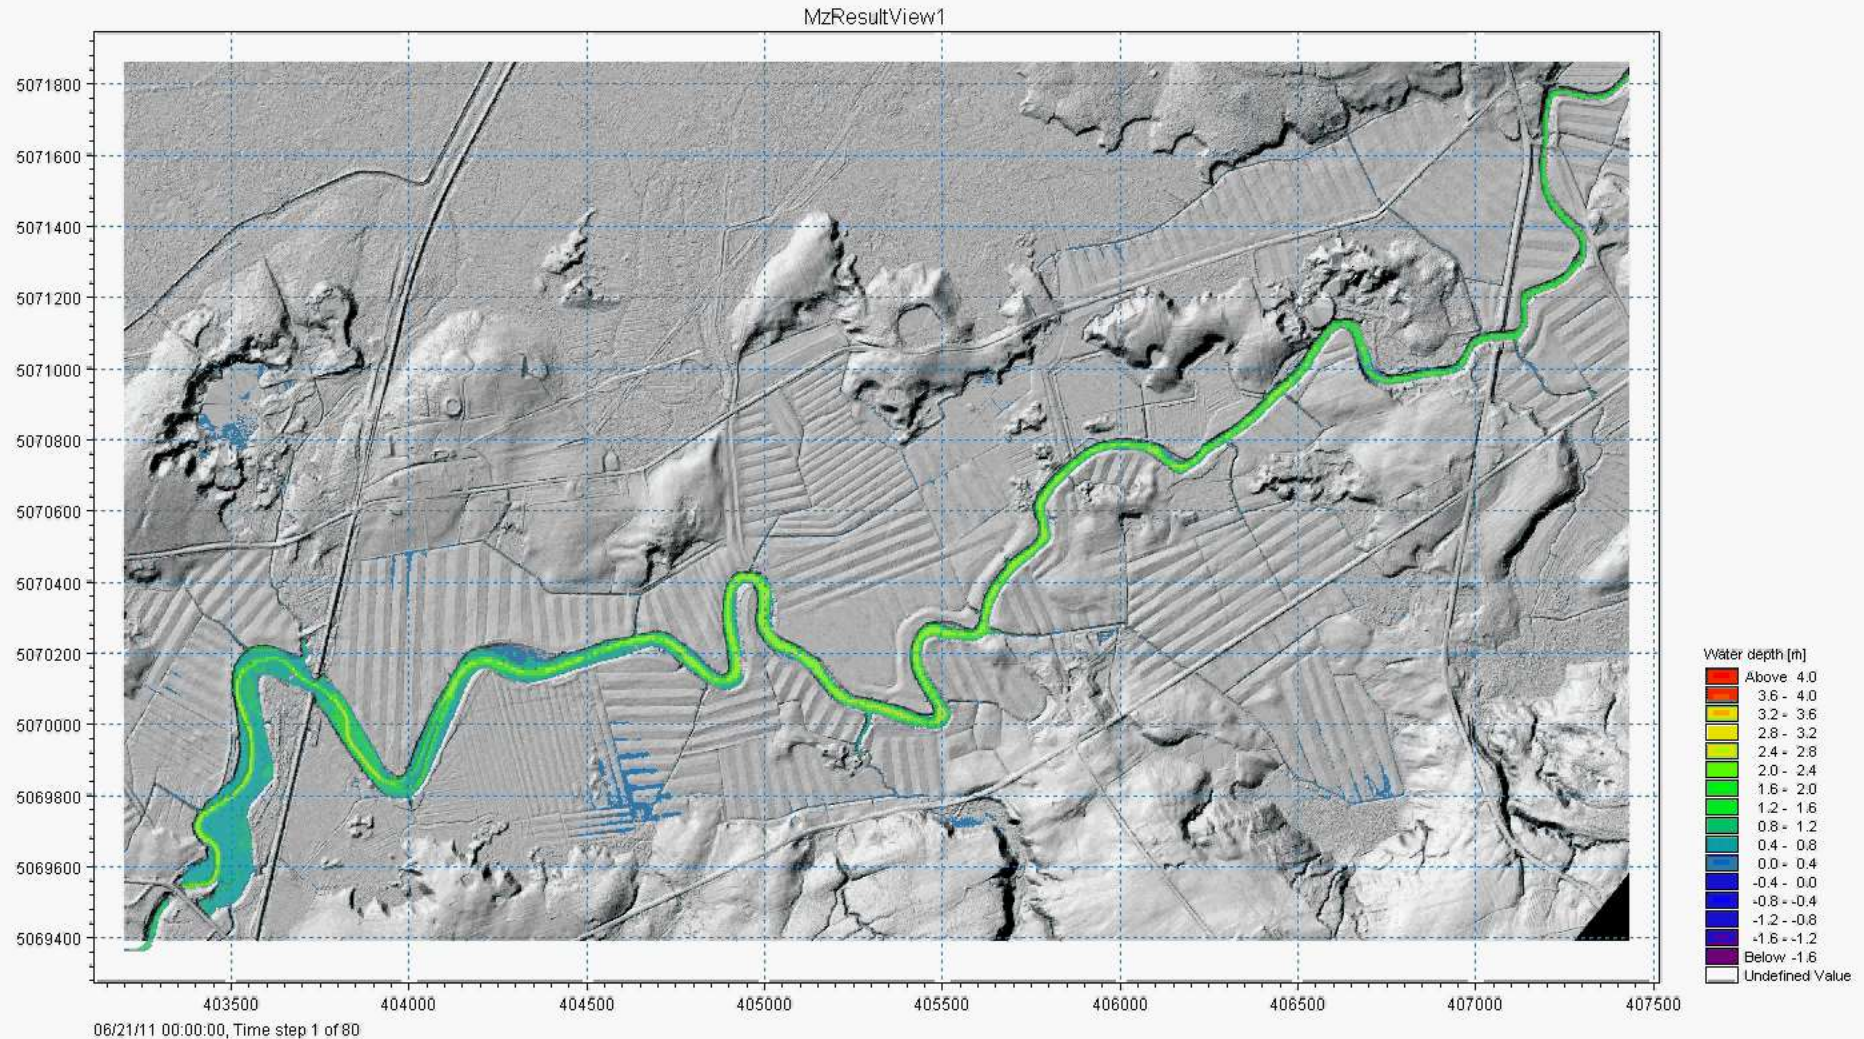 MzResultView1
5071800
5071600
5071400
5071200
5071000
5070800
5070600
5070400
5070200
5070000
5069800
5069600
5069400
403500 404000 404500 405000 405500 406000 406500 407000 407500
06/21/11 00:00:00, Time step 1 of 80
Water depth [m]
Above 4.0
3.6 - 4.0
3.2 - 3.6
2.8 - 3.2
2.4 - 2.8
2.0 - 2.4
1.6 - 2.0
1.2 - 1.6
0.8 - 1.2
0.4 - 0.8
0.0 - 0.4
-0.4 - 0.0
-0.8 - -0.4
-1.2 - -0.8
-1.6 - -1.2
Below -1.6
Undefined Value